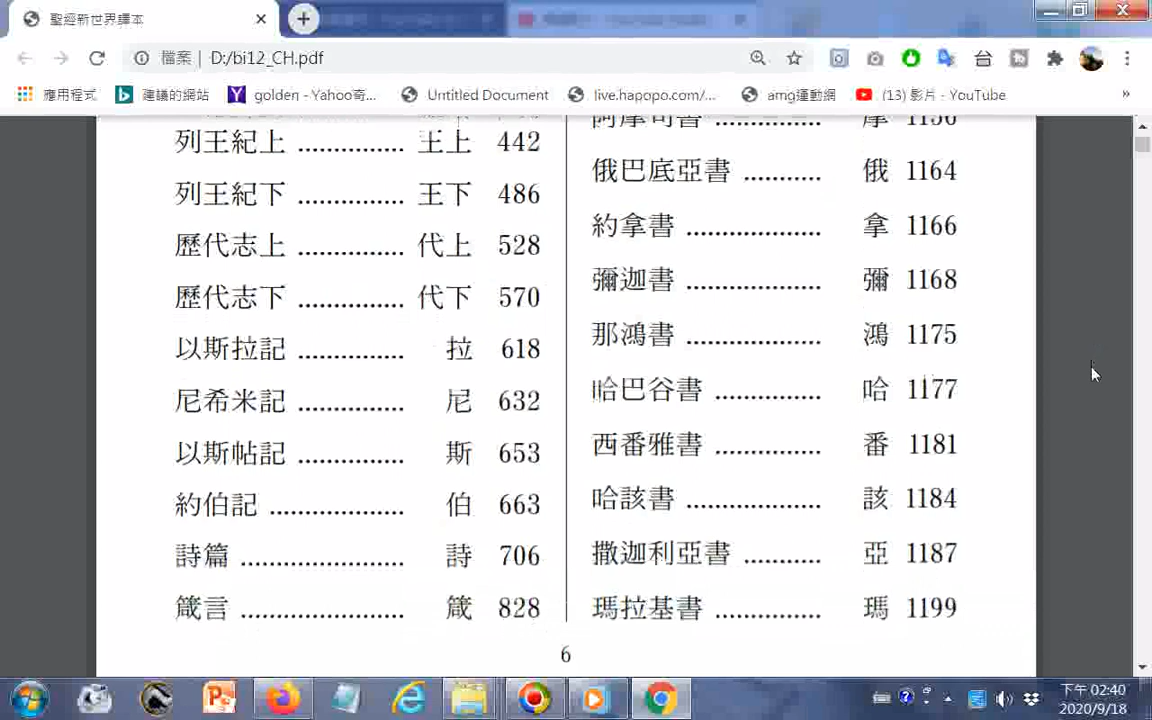 聖經新世界譯本
檔案 | D:/bi12_CH.pdf
應用程式 建議的網站 golden - Yahoo奇... Untitled Document live.hapopo.com/... amg運動網 (13) 影片 - YouTube »
列王紀上 ............... 王上 442
列王紀下 ............... 王下 486
歷代志上 ............... 代上 528
歷代志下 ............... 代下 570
以斯拉記 ............... 拉 618
尼希米記 ............... 尼 632
以斯帖記 ............... 斯 653
約伯記 ................... 伯 663
詩篇 ....................... 詩 706
箴言 ....................... 箴 828
阿摩司書 ............... 摩 1156
俄巴底亞書 ........... 俄 1164
約拿書 ................... 拿 1166
彌迦書 ................... 彌 1168
那鴻書 ................... 鴻 1175
哈巴谷書 ............... 哈 1177
西番雅書 ............... 番 1181
哈該書 ................... 該 1184
撒迦利亞書 ........... 亞 1187
瑪拉基書 ............... 瑪 1199
6
下午 02:40
2020/9/18